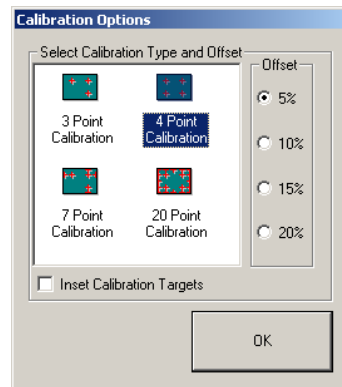 Calibration Options
Select Calibration Type and Offset
3 Point
Calibration
4 Point
Calibration
7 Point
Calibration
20 Point
Calibration
Offset
5%
10%
15%
20%
Inset Calibration Targets
OK